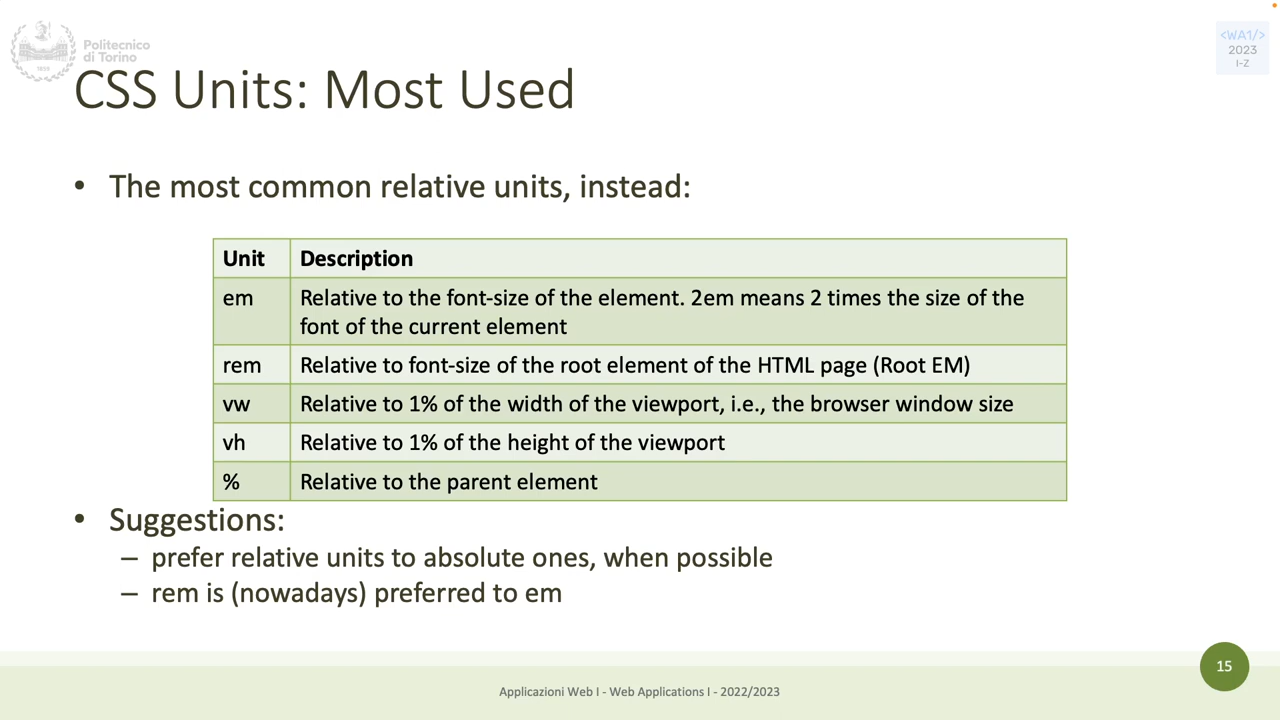 Politecnico
di Torino
1859
<WA1/>
2023
I-Z
CSS Units: Most Used
• The most common relative units, instead:
Unit Description
em Relative to the font-size of the element. 2em means 2 times the size of the
font of the current element
rem Relative to font-size of the root element of the HTML page (Root EM)
vw Relative to 1% of the width of the viewport, i.e., the browser window size
vh Relative to 1% of the height of the viewport
% Relative to the parent element
• Suggestions:
– prefer relative units to absolute ones, when possible
– rem is (nowadays) preferred to em
15
Applicazioni Web I - Web Applications I - 2022/2023